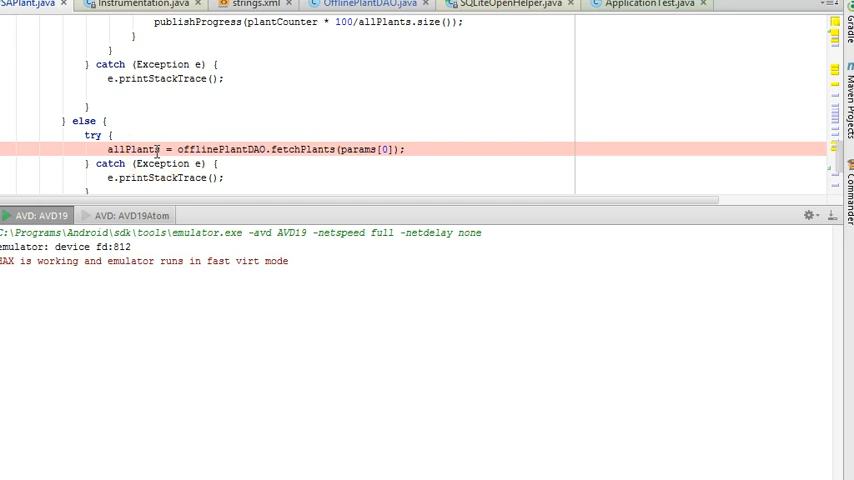 SAPlant.java Instrumentation.java strings.xml OfflinePlantDAO.java SQLiteOpenHelper.java ApplicationTest.java
publishProgress(plantCounter * 100/allPlants.size());
}
}
} catch (Exception e) {
e.printStackTrace();
}
} else {
try {
allPlants = offlinePlantDAO.fetchPlants(params[0]);
} catch (Exception e) {
e.printStackTrace();
}
AVD: AVD19 AVD: AVD19Atom
C:\Programs\Android\sdk\tools\emulator.exe -avd AVD19 -netspeed full -netdelay none
emulator: device fd:812
HAX is working and emulator runs in fast virt mode
Gradle
Maven Projects
Commander